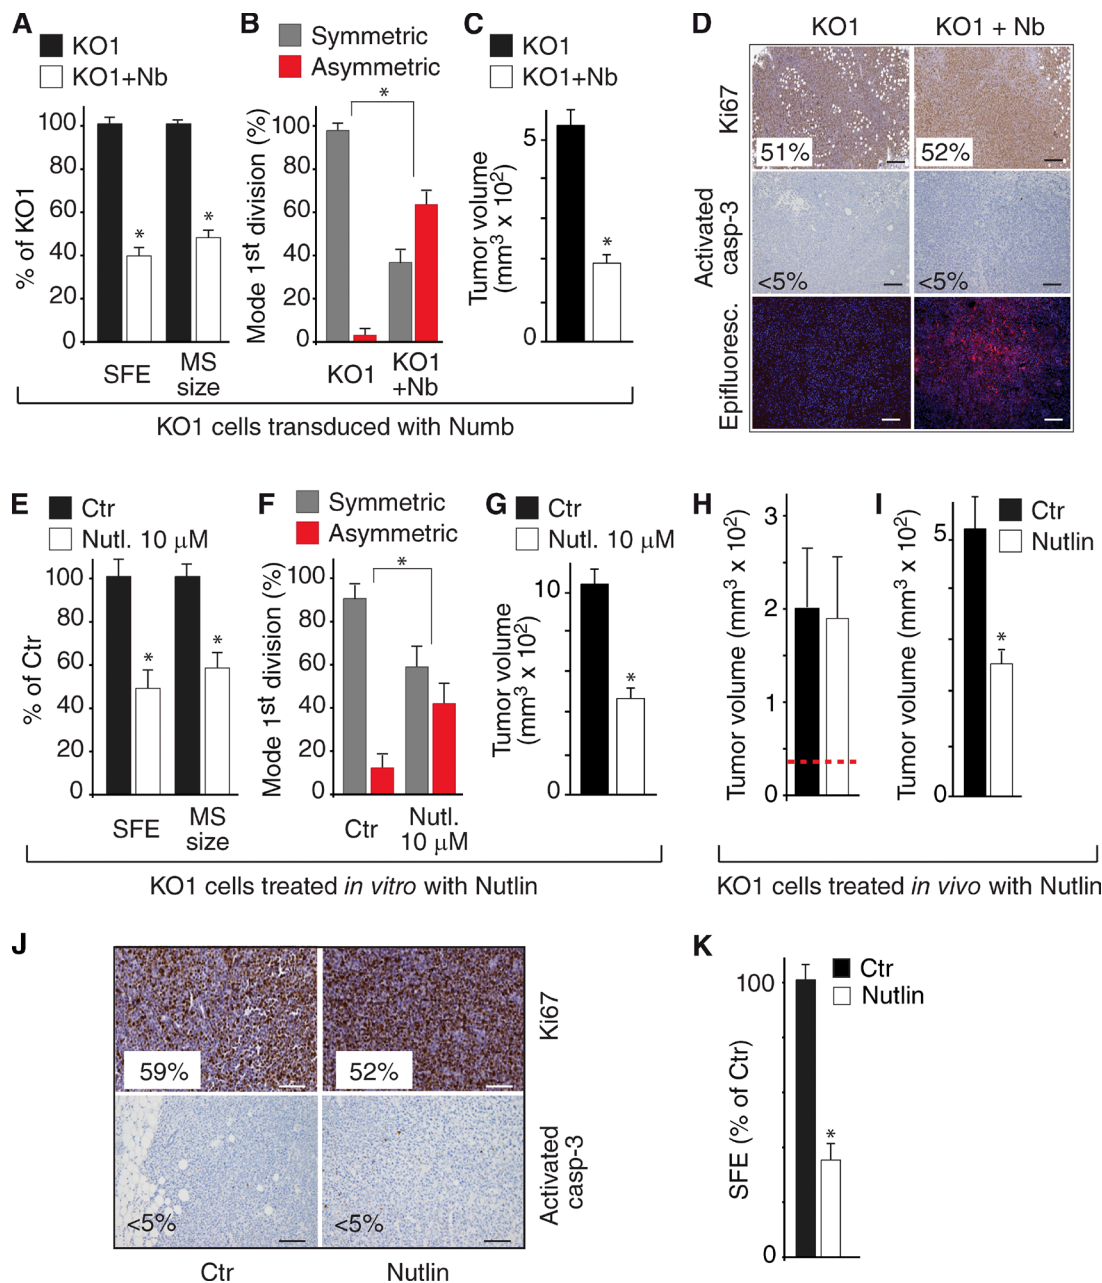 A
KO1
KO1+Nb
% of KO1
100
80
60
40
20
0
*
*
SFE
MS
size
B
Symmetric
Asymmetric
Mode 1st division (%)
100
80
60
40
20
0
*
KO1
KO1
+Nb
C
KO1
KO1+Nb
Tumor volume
(mm3 x 102)
5
0
*
KO1 cells transduced with Numb
D
KO1
KO1 + Nb
Ki67
51%
52%
Activated
casp-3
<5%
<5%
Epifluoresc.
E
Ctr
Nutl. 10 μM
% of Ctr
100
80
60
40
20
0
*
*
SFE
MS
size
F
Symmetric
Asymmetric
Mode 1st division (%)
100
80
60
40
20
0
*
Ctr
Nutl.
10 μM
G
Ctr
Nutl. 10 μM
Tumor volume
(mm3 x 102)
10
5
0
*
KO1 cells treated in vitro with Nutlin
H
Tumor volume (mm3 x 102)
3
2
1
0
I
Ctr
Nutlin
Tumor volume (mm3 x 102)
5
0
*
KO1 cells treated in vivo with Nutlin
J
Ki67
59%
52%
Activated
casp-3
<5%
<5%
Ctr
Nutlin
K
Ctr
Nutlin
SFE (% of Ctr)
100
0
*